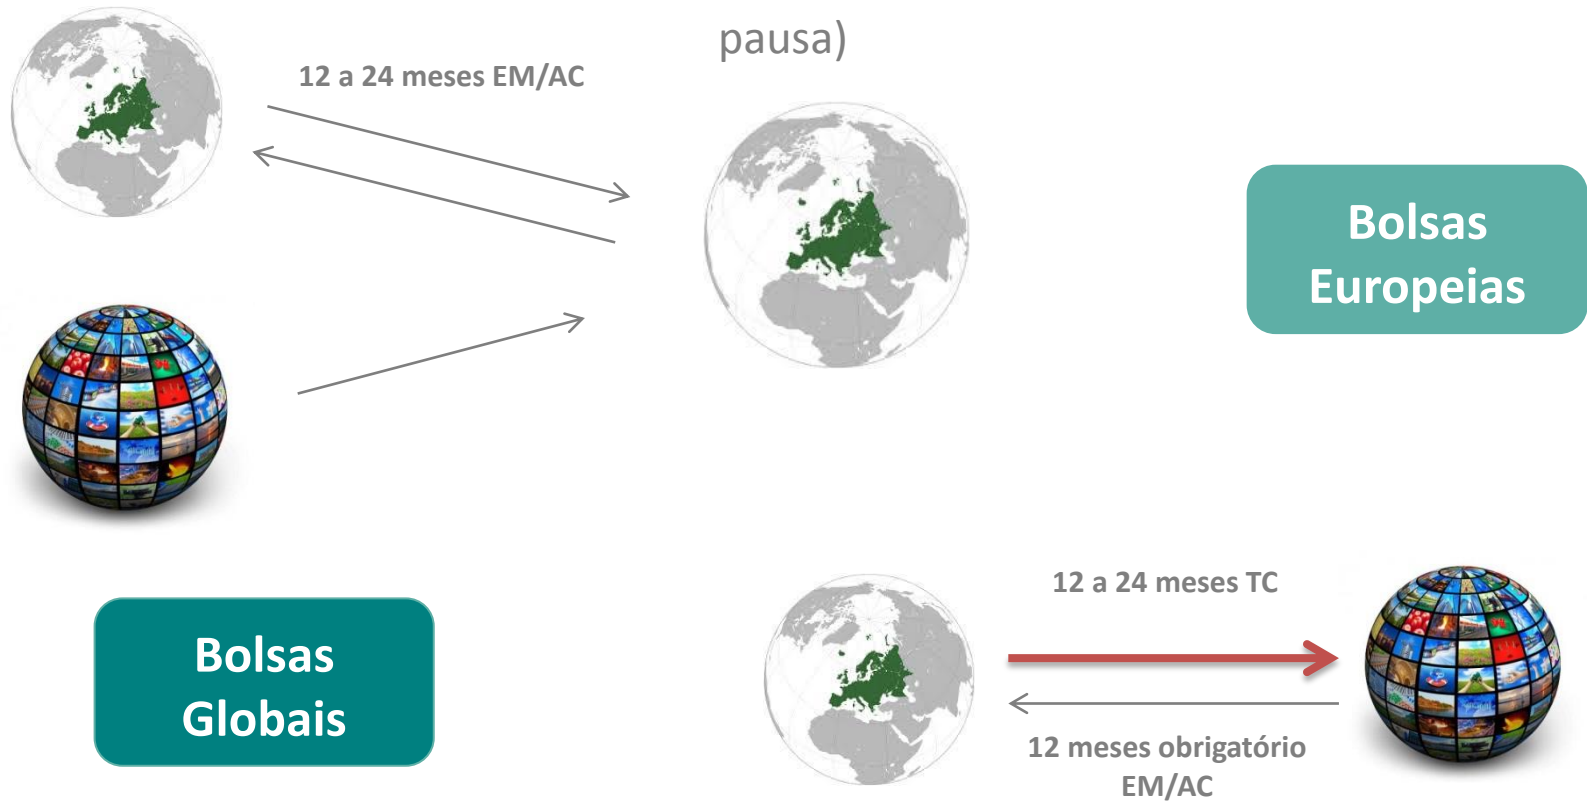 pausa)
12 a 24 meses EM/AC
Bolsas
Europeias
12 a 24 meses TC
Bolsas
Globais
12 meses obrigatório
EM/AC